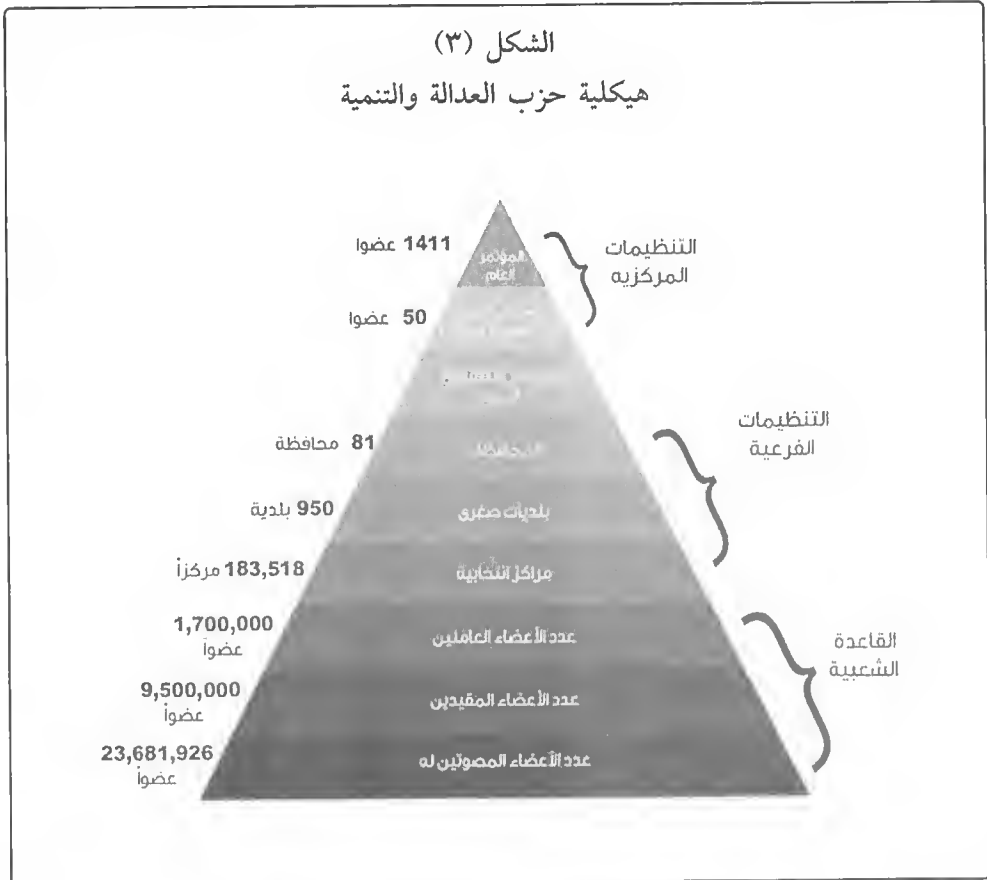 الشكل (٣)
هيكلية حزب العدالة والتنمية
التنظيمات
المركزيه
المؤتمر
العام
1411 عضوا
50 عضوا
التنظيمات
الفرعية
81 محافظة
بلديات صغرى
950 بلدية
مراكز انتخابية
183,518 مركزاً
القاعدة
الشعبية
عدد الأعضاء العاملين
1,700,000
عضواً
عدد الأعضاء المقيدين
9,500,000
عضواً
عدد الأعضاء المصوتين له
23,681,926
عضواً